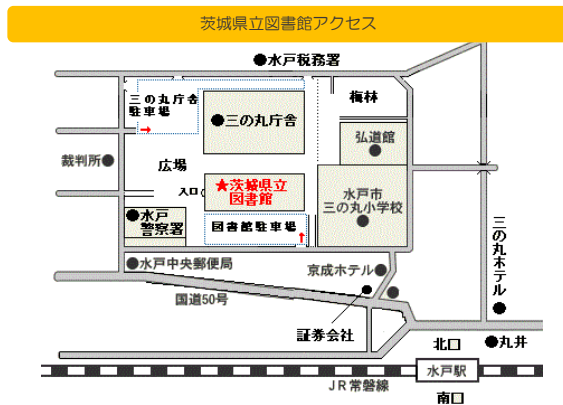 茨城県立図書館アクセス
●水戸税務署
三の丸庁舎
駐車場
梅林
●三の丸庁舎
弘道館
裁判所●
広場
入口
★茨城県立
図書館
水戸市
三の丸小学校
●水戸
警察署
図書館駐車場
三の丸ホテル
●水戸中央郵便局
京成ホテル●
国道50号
証券会社
北口
●丸井
水戸駅
JR常磐線
南口